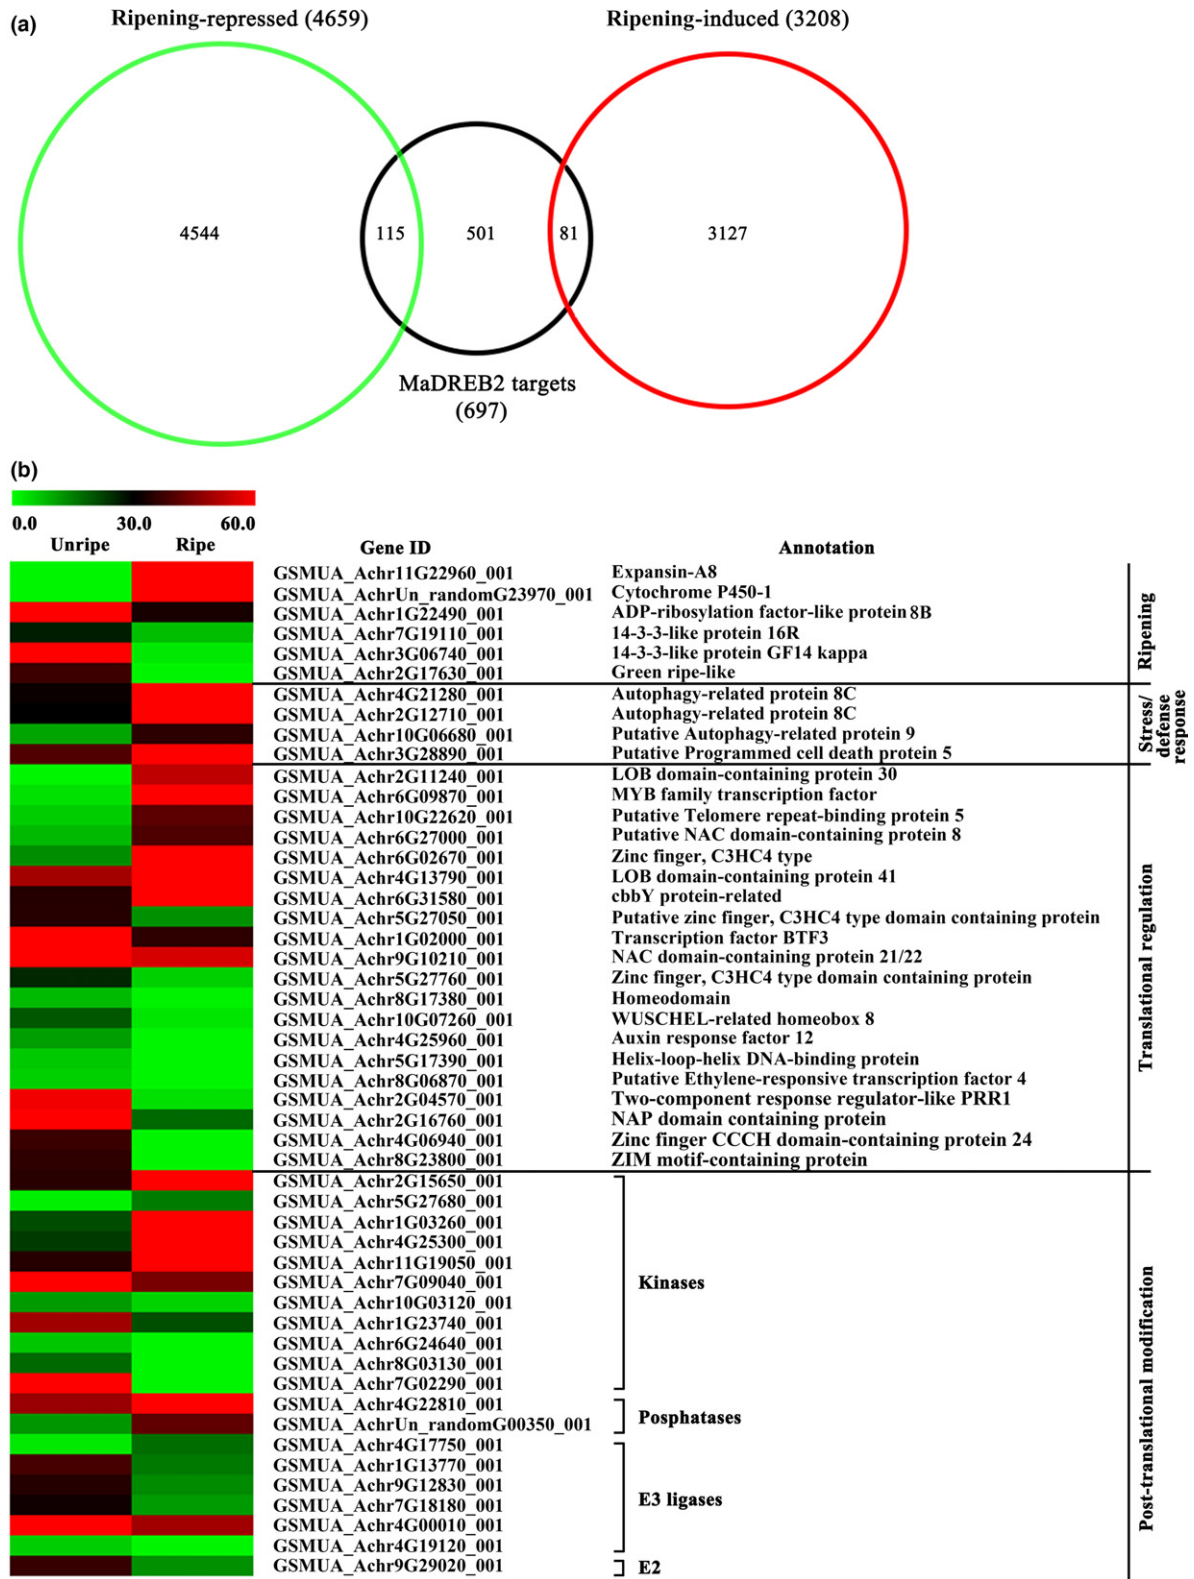 (a)
Ripening-repressed (4659)
Ripening-induced (3208)
4544
115
501
81
3127
MaDREB2 targets
(697)
(b)
0.0 30.0 60.0
Unripe Ripe Gene ID Annotation
GSMUA_Achr11G22960_001 Expansin-A8
GSMUA_AchrUn_randomG23970_001 Cytochrome P450-1
GSMUA_Achr1G22490_001 ADP-ribosylation factor-like protein 8B
GSMUA_Achr7G19110_001 14-3-3-like protein 16R
GSMUA_Achr3G06740_001 14-3-3-like protein GF14 kappa
GSMUA_Achr2G17630_001 Green ripe-like
Ripening
GSMUA_Achr4G21280_001 Autophagy-related protein 8C
GSMUA_Achr2G12710_001 Autophagy-related protein 8C
GSMUA_Achr10G06680_001 Putative Autophagy-related protein 9
GSMUA_Achr3G28890_001 Putative Programmed cell death protein 5
Stress/
defense
response
GSMUA_Achr2G11240_001 LOB domain-containing protein 30
GSMUA_Achr6G09870_001 MYB family transcription factor
GSMUA_Achr10G22620_001 Putative Telomere repeat-binding protein 5
GSMUA_Achr6G27000_001 Putative NAC domain-containing protein 8
GSMUA_Achr6G02670_001 Zinc finger, C3HC4 type
GSMUA_Achr4G13790_001 LOB domain-containing protein 41
GSMUA_Achr6G31580_001 cbbY protein-related
GSMUA_Achr5G27050_001 Putative zinc finger, C3HC4 type domain containing protein
GSMUA_Achr1G02000_001 Transcription factor BTF3
GSMUA_Achr9G10210_001 NAC domain-containing protein 21/22
GSMUA_Achr5G27760_001 Zinc finger, C3HC4 type domain containing protein
GSMUA_Achr8G17380_001 Homeodomain
GSMUA_Achr10G07260_001 WUSCHEL-related homeobox 8
GSMUA_Achr4G25960_001 Auxin response factor 12
GSMUA_Achr5G17390_001 Helix-loop-helix DNA-binding protein
GSMUA_Achr8G06870_001 Putative Ethylene-responsive transcription factor 4
GSMUA_Achr2G04570_001 Two-component response regulator-like PRR1
GSMUA_Achr2G16760_001 NAP domain containing protein
GSMUA_Achr4G06940_001 Zinc finger CCCH domain-containing protein 24
GSMUA_Achr8G23800_001 ZIM motif-containing protein
Translational regulation
GSMUA_Achr2G15650_001
GSMUA_Achr5G27680_001
GSMUA_Achr1G03260_001
GSMUA_Achr4G25300_001
GSMUA_Achr11G19050_001
GSMUA_Achr7G09040_001
GSMUA_Achr10G03120_001
GSMUA_Achr1G23740_001
GSMUA_Achr6G24640_001
GSMUA_Achr8G03130_001
GSMUA_Achr7G02290_001
Kinases
GSMUA_Achr4G22810_001
GSMUA_AchrUn_randomG00350_001
Posphatases
GSMUA_Achr4G17750_001
GSMUA_Achr1G13770_001
GSMUA_Achr9G12830_001
GSMUA_Achr7G18180_001
GSMUA_Achr4G00010_001
GSMUA_Achr4G19120_001
E3 ligases
GSMUA_Achr9G29020_001 E2
Post-translational modification